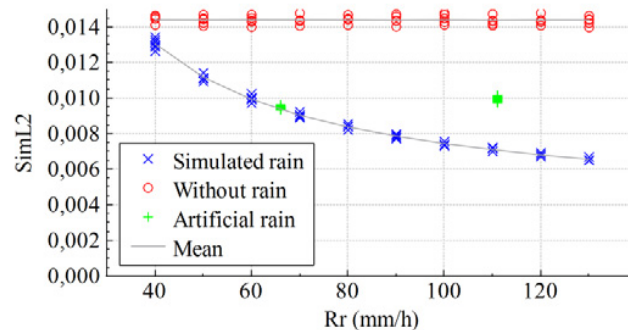 0,014
0,012
0,010
0,008
0,006
0,004
0,002
0,000
SimL2
Simulated rain
Without rain
Artificial rain
Mean
40 60 80 100 120
Rr (mm/h)